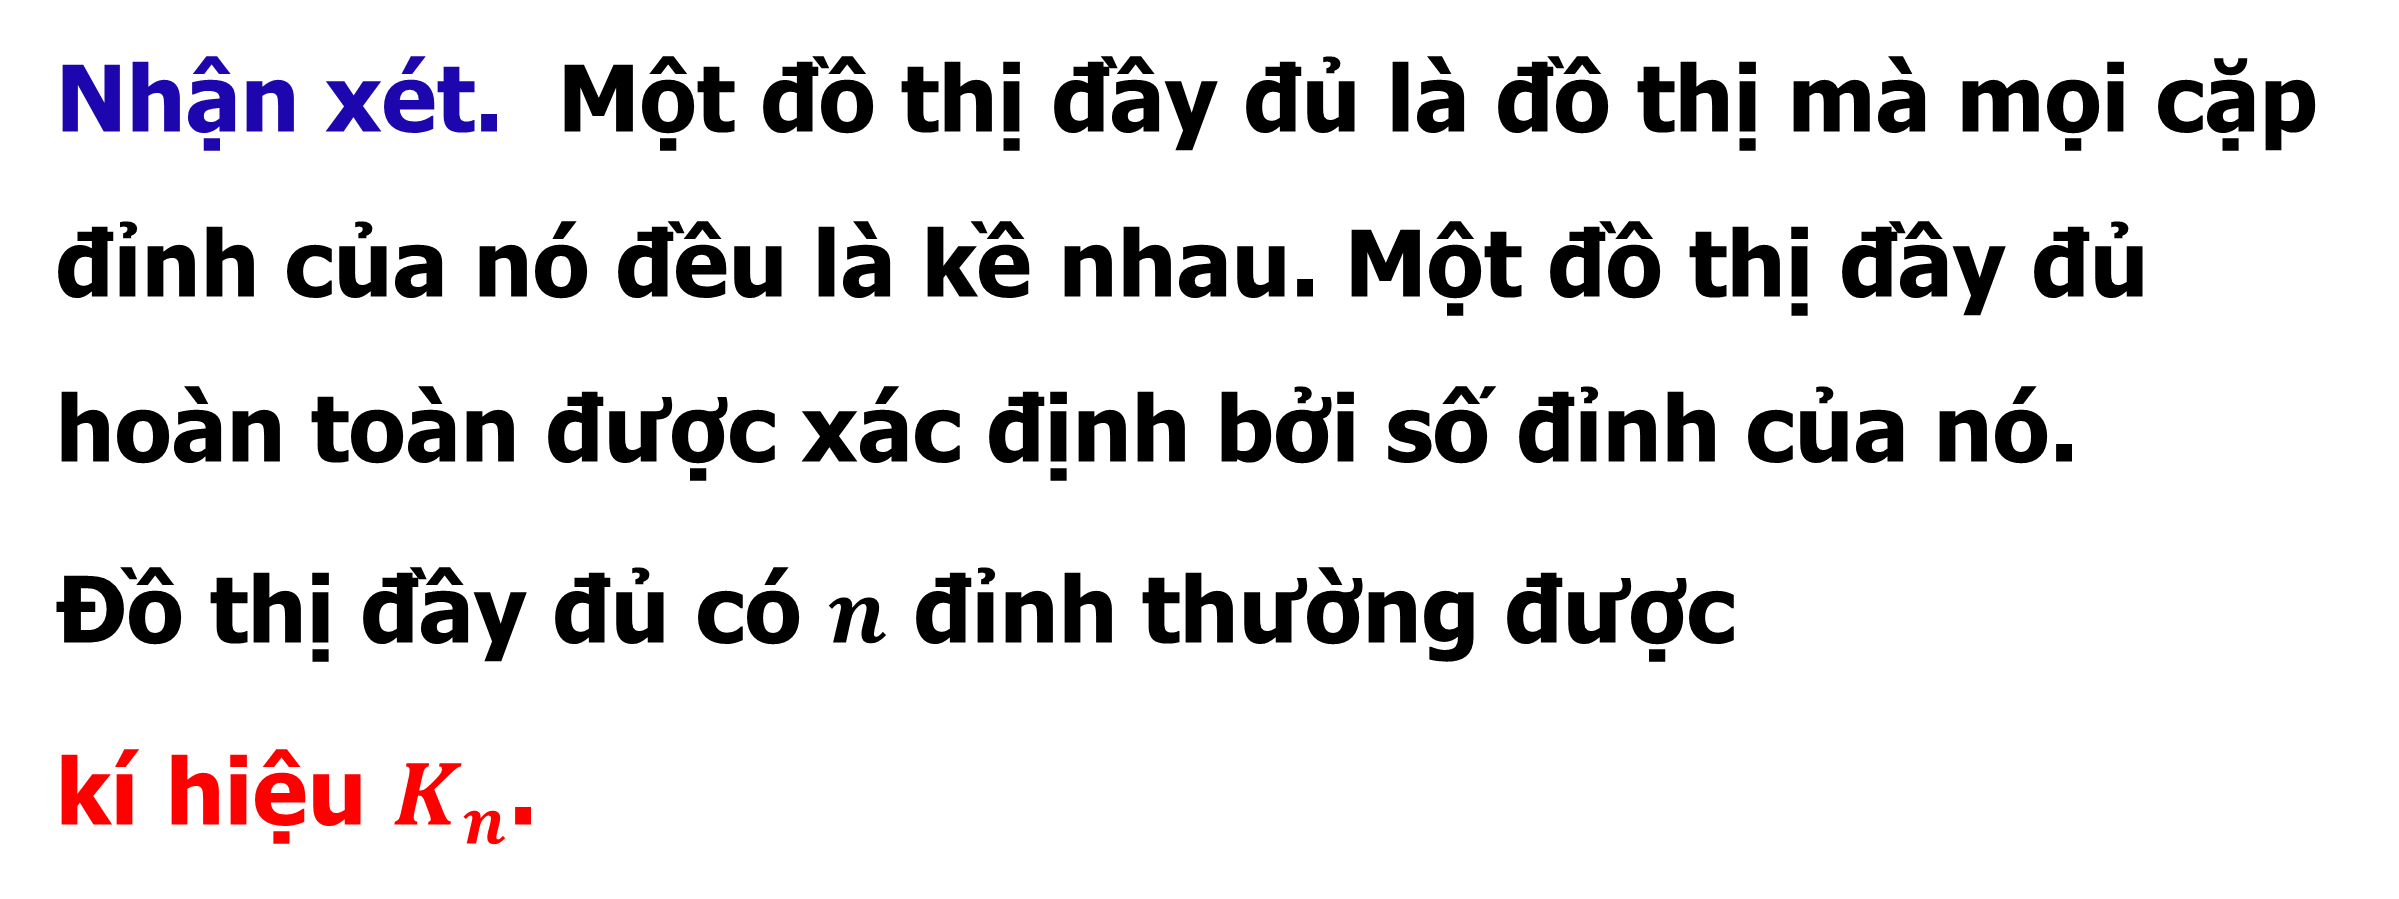 Nhận xét. Một đồ thị đầy đủ là đồ thị mà mọi cặp
đỉnh của nó đều là kề nhau. Một đồ thị đầy đủ
hoàn toàn được xác định bởi số đỉnh của nó.
Đồ thị đầy đủ có n đỉnh thường được
kí hiệu Kₙ.